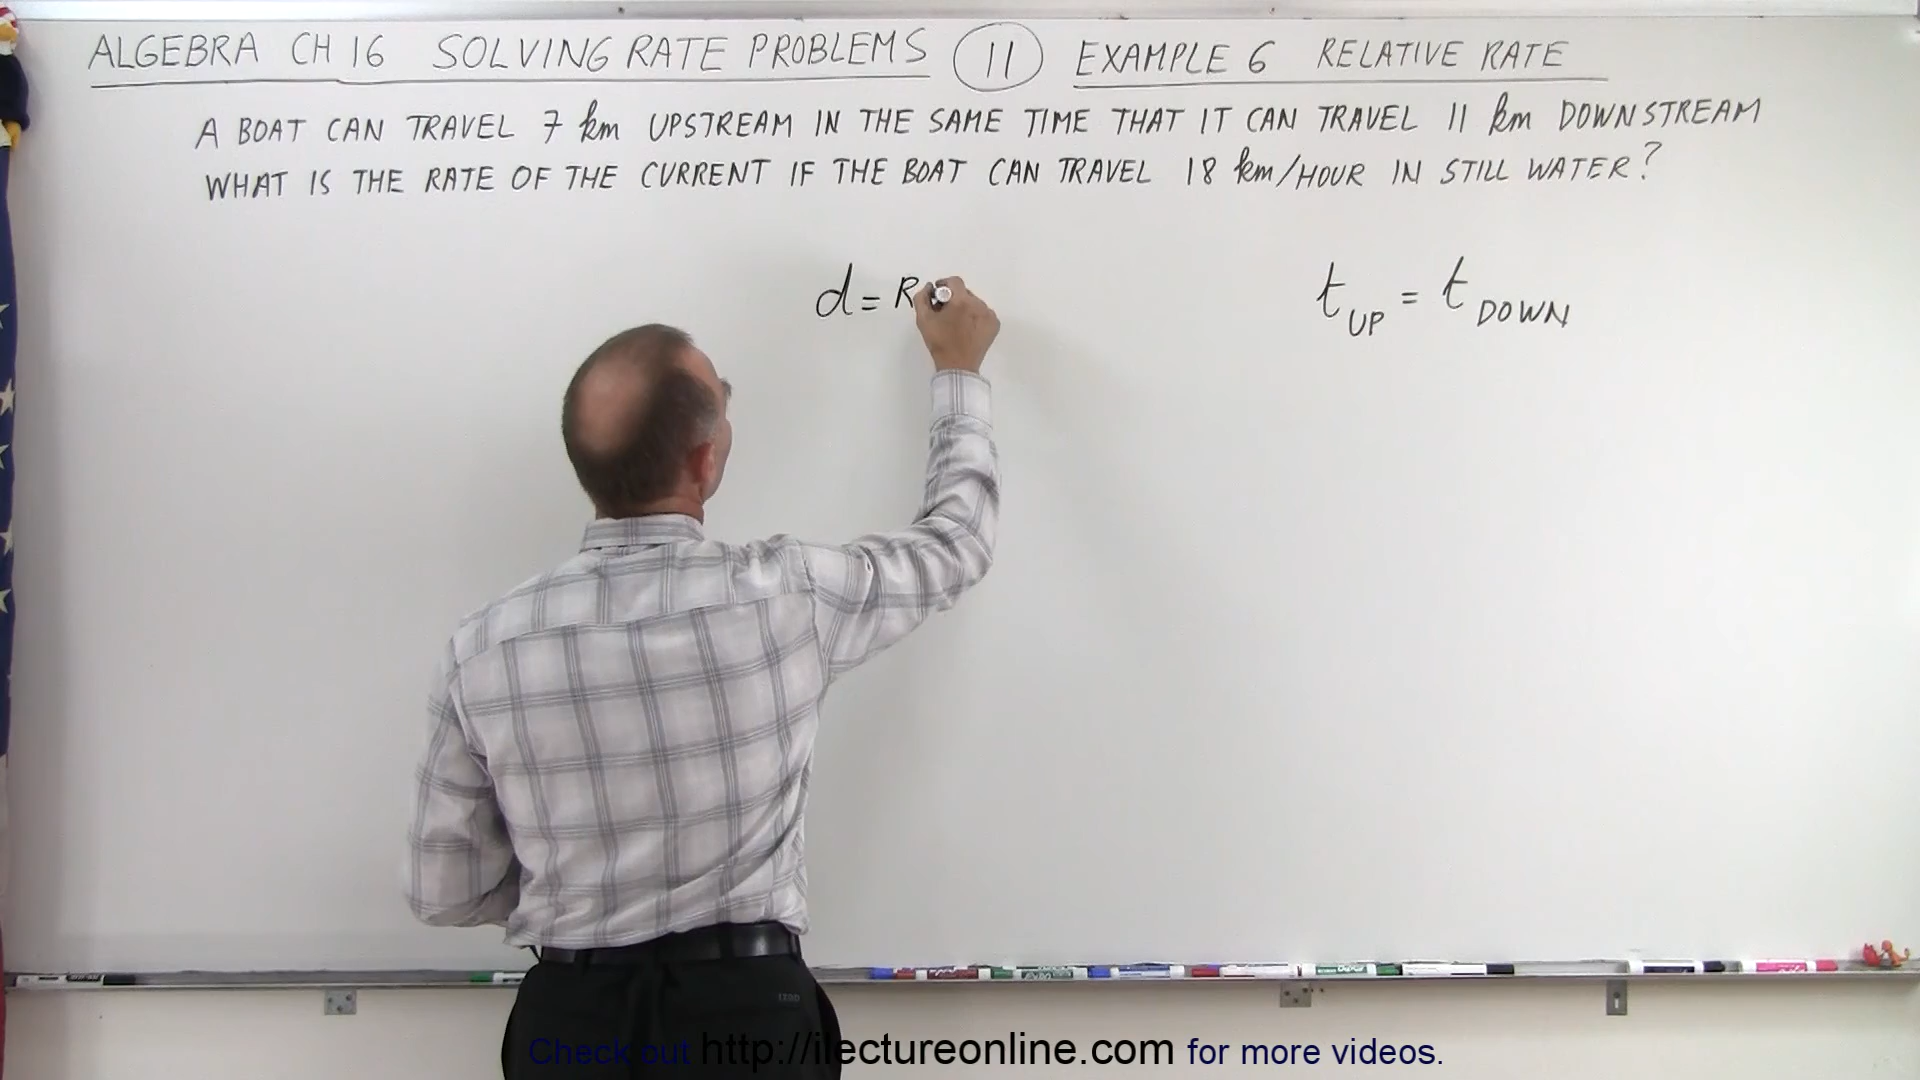 ALGEBRA CH 16 SOLVING RATE PROBLEMS 11 EXAMPLE 6 RELATIVE RATE
A BOAT CAN TRAVEL 7 km UPSTREAM IN THE SAME TIME THAT IT CAN TRAVEL 11 km DOWNSTREAM
WHAT IS THE RATE OF THE CURRENT IF THE BOAT CAN TRAVEL 18 km/HOUR IN STILL WATER?
d = R
t UP = t DOWN
IZOD
Check out http://ilectureonline.com for more videos.